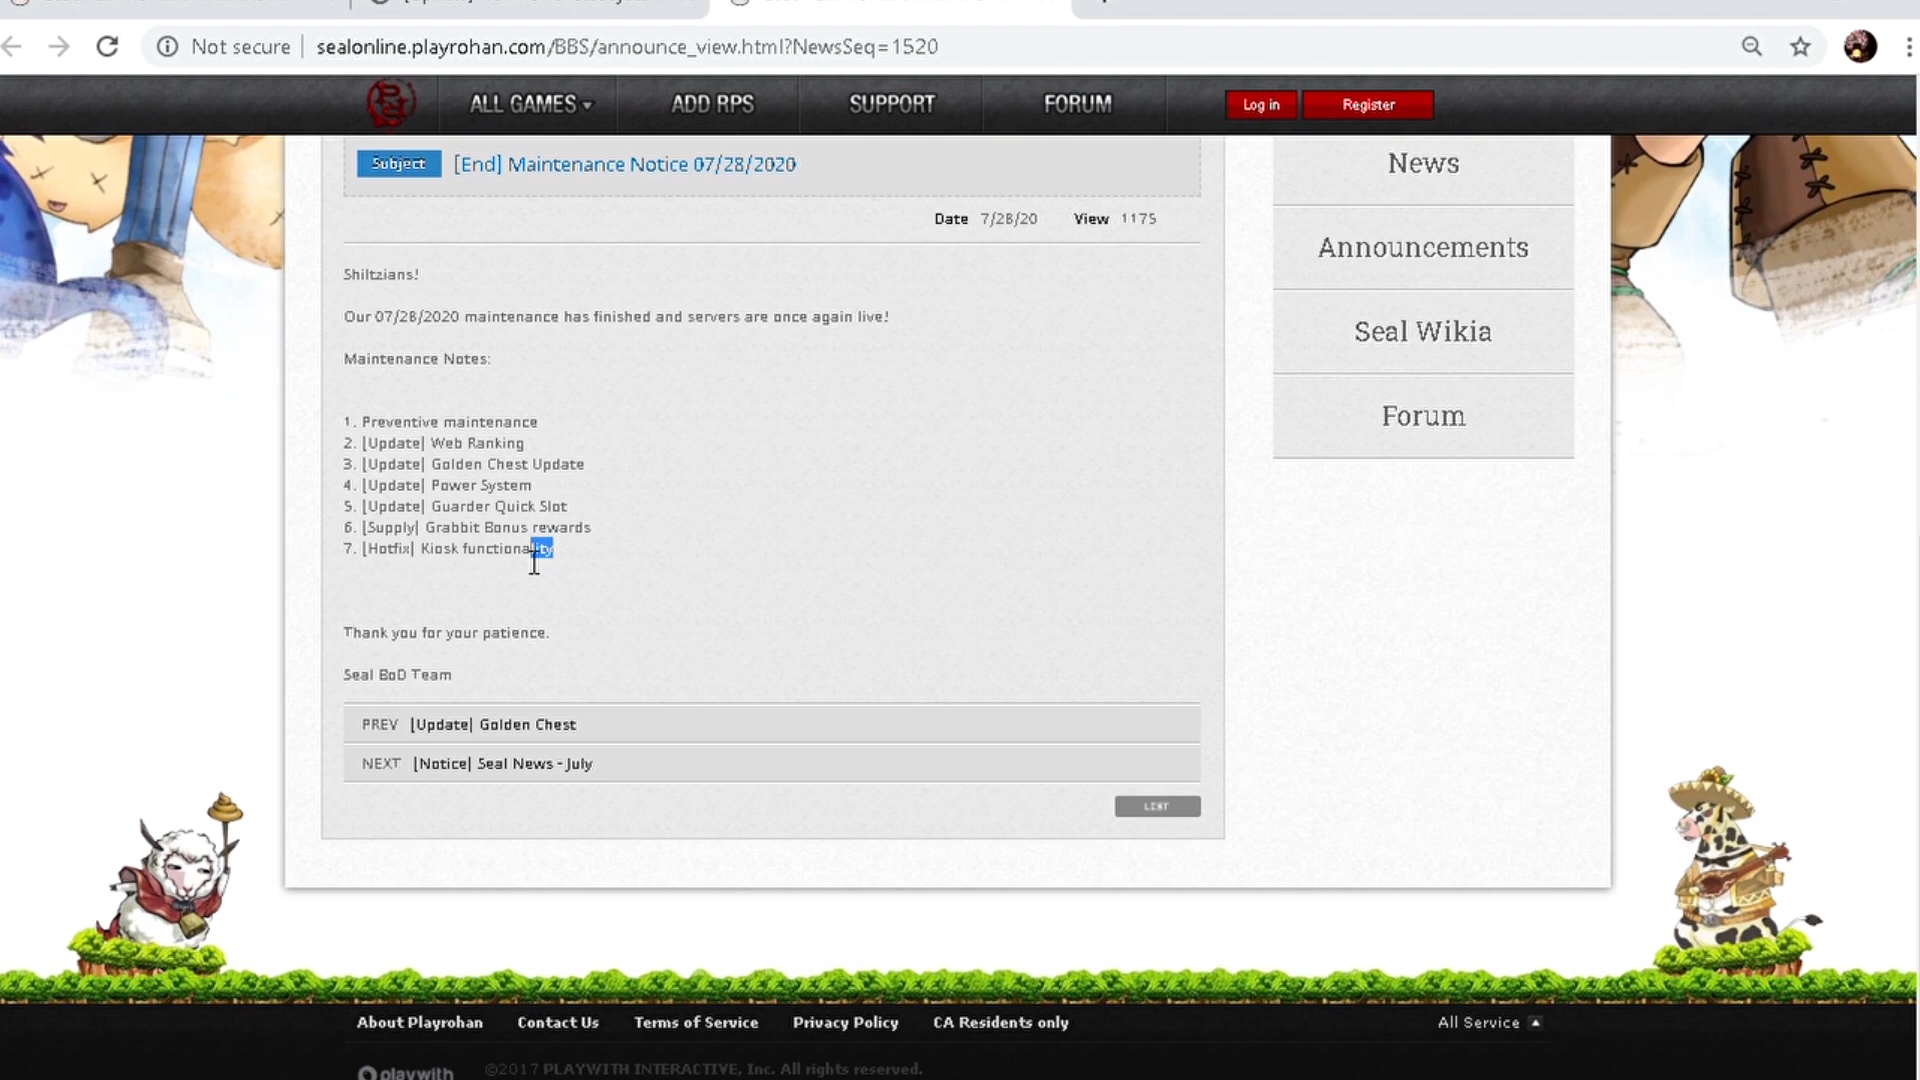 Not secure | sealonline.playrohan.com/BBS/announce_view.html?NewsSeq=1520
ALL GAMES ADD RPS SUPPORT FORUM Log in Register
Subject [End] Maintenance Notice 07/28/2020
Date 7/28/20 View 1175
Shiltzians!
Our 07/28/2020 maintenance has finished and servers are once again live!
Maintenance Notes:
1. Preventive maintenance
2. [Update] Web Ranking
3. [Update] Golden Chest Update
4. [Update] Power System
5. [Update] Guarder Quick Slot
6. [Supply] Grabbit Bonus rewards
7. [Hotfix] Kiosk functionality
Thank you for your patience.
Seal BoD Team
PREV [Update] Golden Chest
NEXT [Notice] Seal News - July
LIST
News
Announcements
Seal Wikia
Forum
About Playrohan Contact Us Terms of Service Privacy Policy CA Residents only All Service
playwith ©2017 PLAYWITH INTERACTIVE, Inc. All rights reserved.